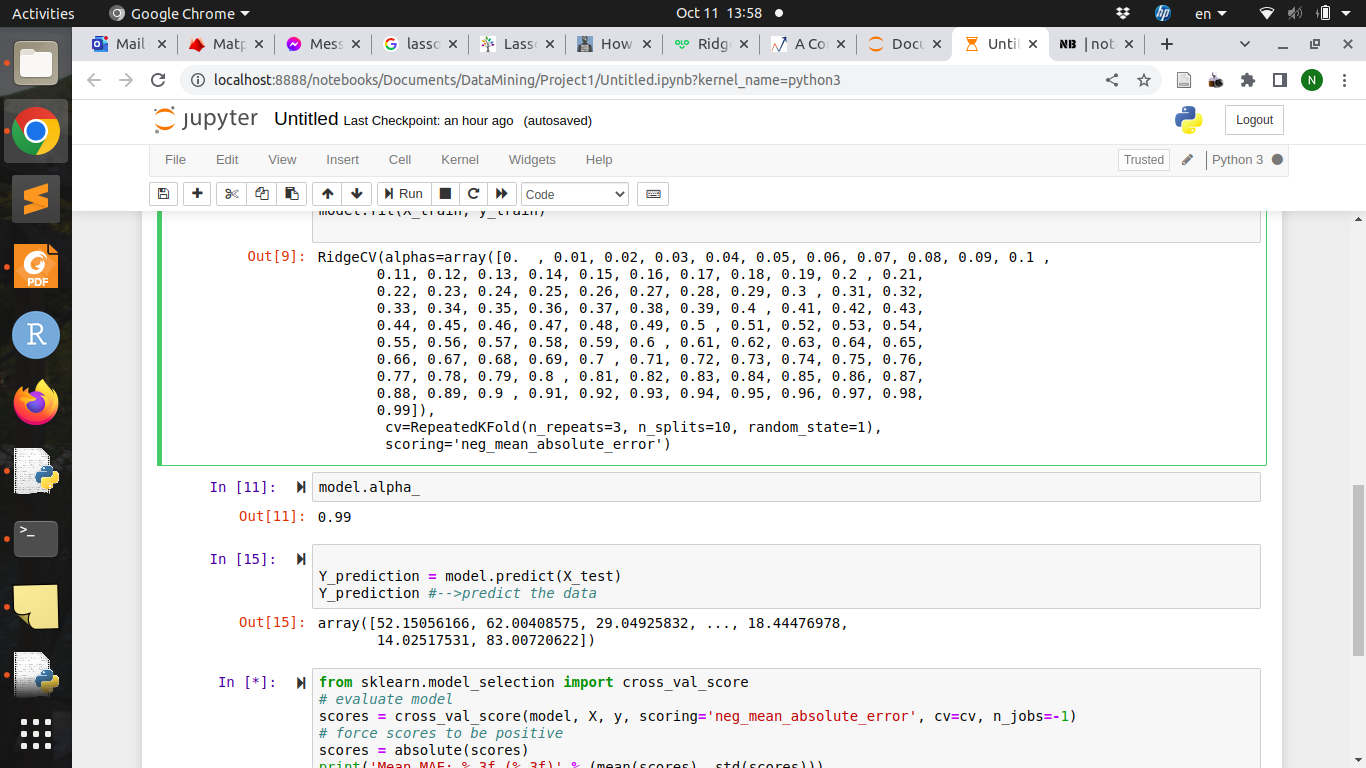 Activities Google Chrome Oct 11 13:58 en
Mail Matp Mess lasso Lasso How Ridg A Co Docu Untit NB | not
localhost:8888/notebooks/Documents/DataMining/Project1/Untitled.ipynb?kernel_name=python3 N
jupyter Untitled Last Checkpoint: an hour ago (autosaved) Logout
File Edit View Insert Cell Kernel Widgets Help Trusted Python 3
Run Code
model.fit(X_train, y_train)
Out[9]: RidgeCV(alphas=array([0. , 0.01, 0.02, 0.03, 0.04, 0.05, 0.06, 0.07, 0.08, 0.09, 0.1 ,
0.11, 0.12, 0.13, 0.14, 0.15, 0.16, 0.17, 0.18, 0.19, 0.2 , 0.21,
0.22, 0.23, 0.24, 0.25, 0.26, 0.27, 0.28, 0.29, 0.3 , 0.31, 0.32,
0.33, 0.34, 0.35, 0.36, 0.37, 0.38, 0.39, 0.4 , 0.41, 0.42, 0.43,
0.44, 0.45, 0.46, 0.47, 0.48, 0.49, 0.5 , 0.51, 0.52, 0.53, 0.54,
0.55, 0.56, 0.57, 0.58, 0.59, 0.6 , 0.61, 0.62, 0.63, 0.64, 0.65,
0.66, 0.67, 0.68, 0.69, 0.7 , 0.71, 0.72, 0.73, 0.74, 0.75, 0.76,
0.77, 0.78, 0.79, 0.8 , 0.81, 0.82, 0.83, 0.84, 0.85, 0.86, 0.87,
0.88, 0.89, 0.9 , 0.91, 0.92, 0.93, 0.94, 0.95, 0.96, 0.97, 0.98,
0.99]),
cv=RepeatedKFold(n_repeats=3, n_splits=10, random_state=1),
scoring='neg_mean_absolute_error')
In [11]: model.alpha_
Out[11]: 0.99
In [15]:
Y_prediction = model.predict(X_test)
Y_prediction #-->predict the data
Out[15]: array([52.15056166, 62.00408575, 29.04925832, ..., 18.44476978,
14.02517531, 83.00720622])
In [*]: from sklearn.model_selection import cross_val_score
# evaluate model
scores = cross_val_score(model, X, y, scoring='neg_mean_absolute_error', cv=cv, n_jobs=-1)
# force scores to be positive
scores = absolute(scores)
print('Mean MAE: %.3f (%.3f)' % (mean(scores), std(scores)))
PDF
R
>_